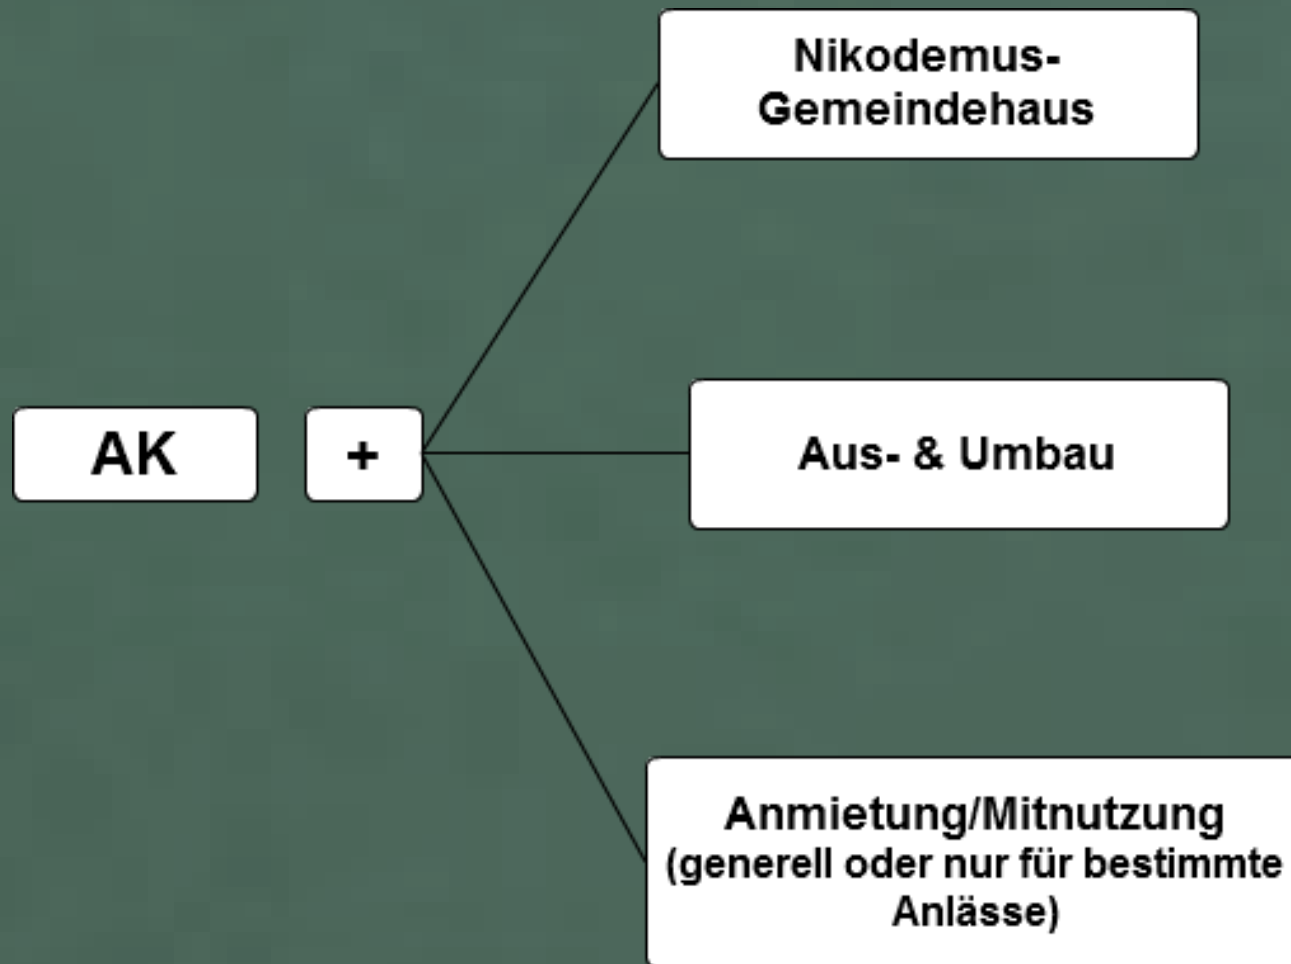 Nikodemus-
Gemeindehaus
AK
+
Aus- & Umbau
Anmietung/Mitnutzung
(generell oder nur für bestimmte
Anlässe)